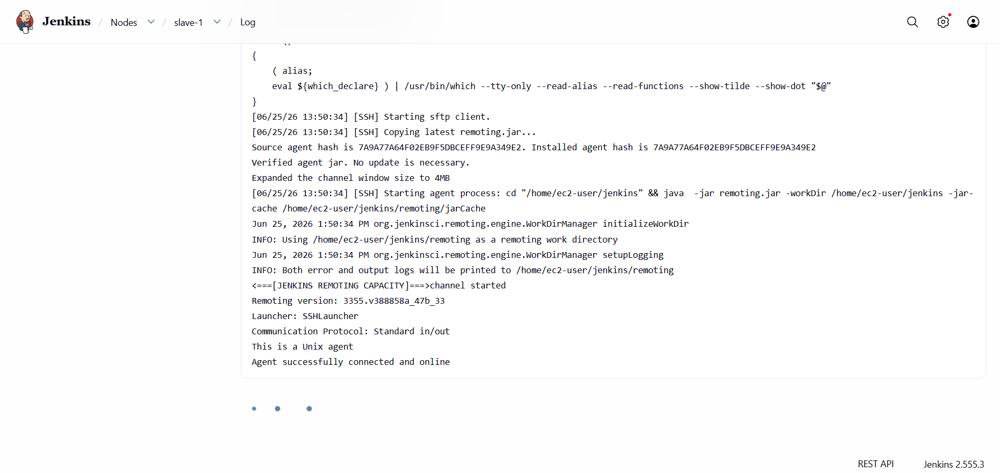 Jenkins / Nodes / slave-1 / Log
{
    ( alias;
    eval ${which_declare} ) | /usr/bin/which --tty-only --read-alias --read-functions --show-tilde --show-dot "$@"
}
[06/25/26 13:50:34] [SSH] Starting sftp client.
[06/25/26 13:50:34] [SSH] Copying latest remoting.jar...
Source agent hash is 7A9A77A64F02EB9F5DBCEFF9E9A349E2. Installed agent hash is 7A9A77A64F02EB9F5DBCEFF9E9A349E2
Verified agent jar. No update is necessary.
Expanded the channel window size to 4MB
[06/25/26 13:50:34] [SSH] Starting agent process: cd "/home/ec2-user/jenkins" && java  -jar remoting.jar -workDir /home/ec2-user/jenkins -jar-
cache /home/ec2-user/jenkins/remoting/jarCache
Jun 25, 2026 1:50:34 PM org.jenkinsci.remoting.engine.WorkDirManager initializeWorkDir
INFO: Using /home/ec2-user/jenkins/remoting as a remoting work directory
Jun 25, 2026 1:50:34 PM org.jenkinsci.remoting.engine.WorkDirManager setupLogging
INFO: Both error and output logs will be printed to /home/ec2-user/jenkins/remoting
<===[JENKINS REMOTING CAPACITY]===>channel started
Remoting version: 3355.v388858a_47b_33
Launcher: SSHLauncher
Communication Protocol: Standard in/out
This is a Unix agent
Agent successfully connected and online
REST API Jenkins 2.555.3